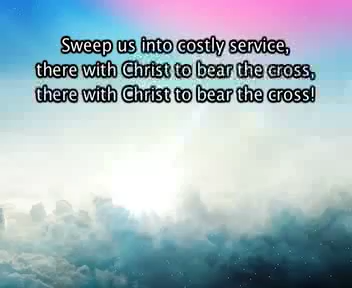 Sweep us into costly service,
there with Christ to bear the cross,
there with Christ to bear the cross!